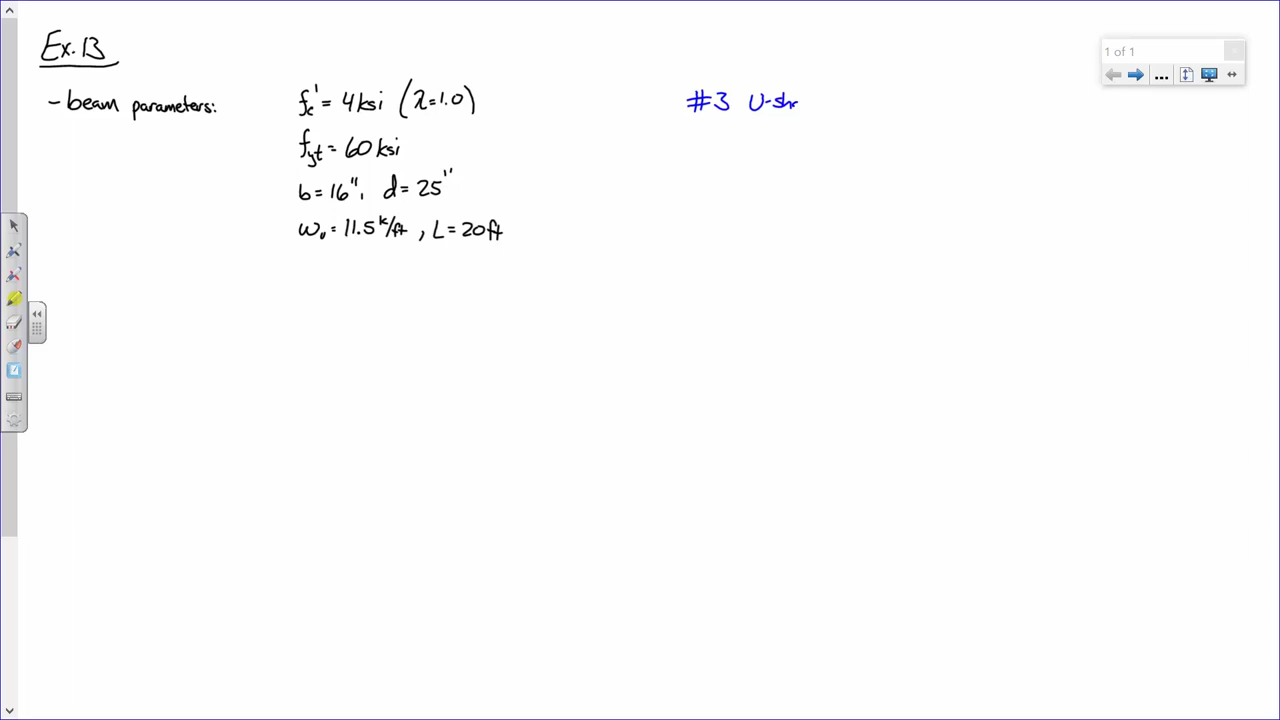 Ex. 13
- beam parameters: fc' = 4 ksi (λ=1.0)
#3 U-str
fyt = 60 ksi
b = 16", d = 25"
wu = 11.5 k/ft , L = 20 ft
1 of 1
...